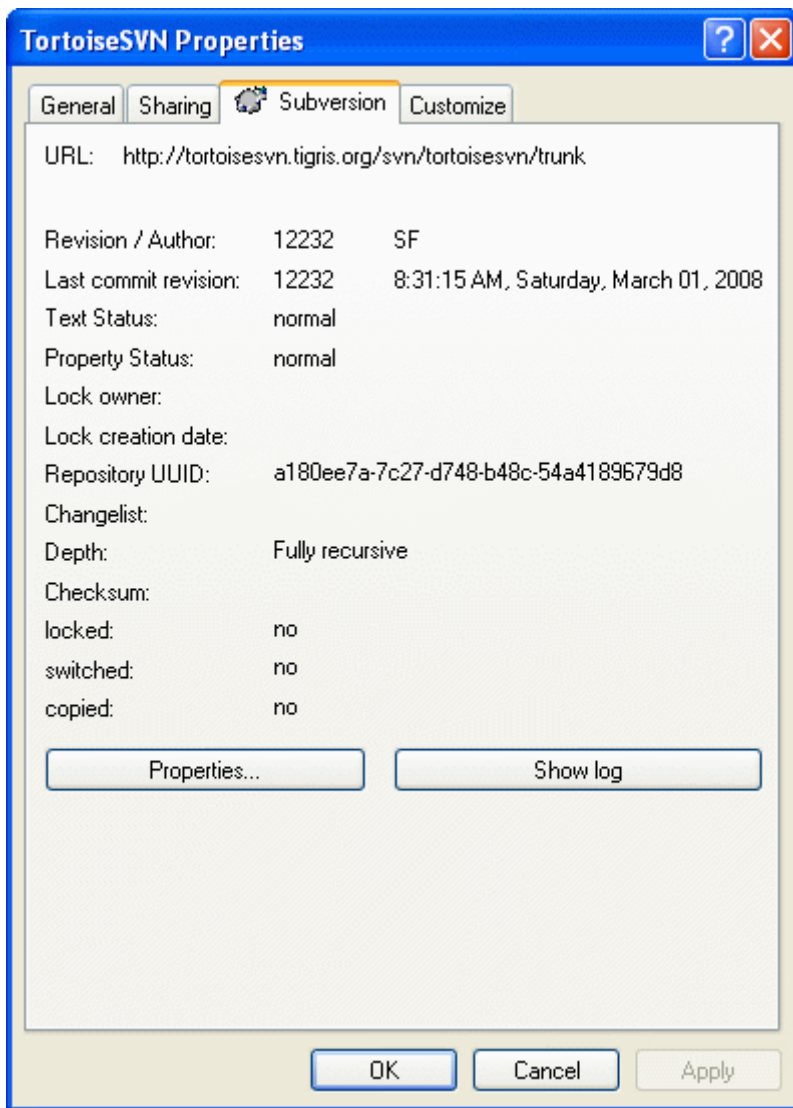 TortoiseSVN Properties
General Sharing Subversion Customize
URL: http://tortoisesvn.tigris.org/svn/tortoisesvn/trunk
Revision / Author: 12232 SF
Last commit revision: 12232 8:31:15 AM, Saturday, March 01, 2008
Text Status: normal
Property Status: normal
Lock owner:
Lock creation date:
Repository UUID: a180ee7a-7c27-d748-b48c-54a4189679d8
Changelist:
Depth: Fully recursive
Checksum:
locked: no
switched: no
copied: no
Properties... Show log
OK Cancel Apply